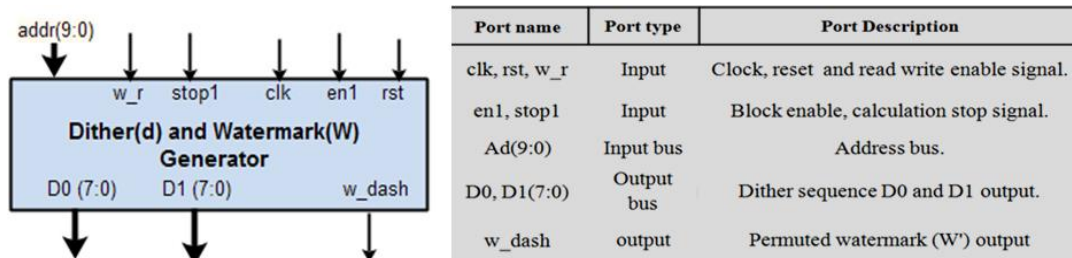 addr(9:0)
w_r stop1 clk en1 rst
Dither(d) and Watermark(W)
Generator
D0 (7:0) D1 (7:0) w_dash
Port name Port type Port Description
clk, rst, w_r Input Clock, reset and read write enable signal.
en1, stop1 Input Block enable, calculation stop signal.
Ad(9:0) Input bus Address bus.
D0, D1(7:0) Output bus Dither sequence D0 and D1 output.
w_dash output Permuted watermark (W') output